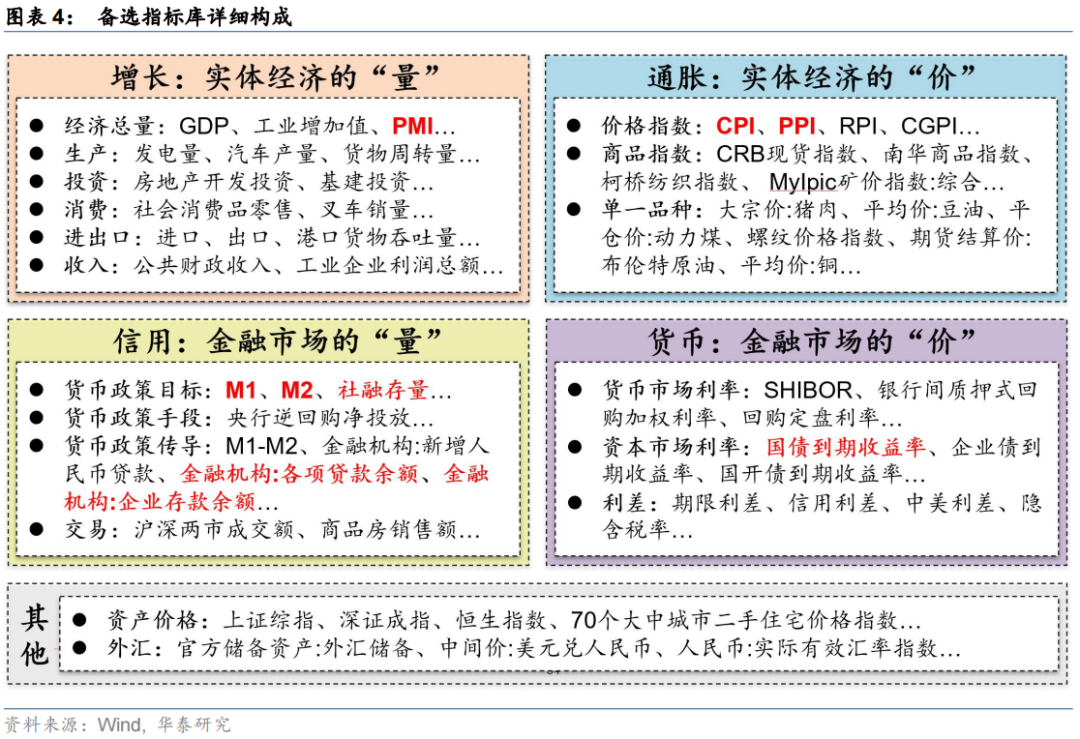 图表 4： 备选指标库详细构成
增长：实体经济的“量”
● 经济总量：GDP、工业增加值、PMI…
● 生产：发电量、汽车产量、货物周转量…
● 投资：房地产开发投资、基建投资…
● 消费：社会消费品零售、叉车销量…
● 进出口：进口、出口、港口货物吞吐量…
● 收入：公共财政收入、工业企业利润总额…
通胀：实体经济的“价”
● 价格指数：CPI、PPI、RPI、CGPI…
● 商品指数：CRB现货指数、南华商品指数、
柯桥纺织指数、 MyIpic矿价指数:综合…
● 单一品种：大宗价:猪肉、平均价:豆油、平
仓价:动力煤、螺纹价格指数、期货结算价:
布伦特原油、平均价:铜…
信用：金融市场的“量”
● 货币政策目标：M1、M2、社融存量…
● 货币政策手段：央行逆回购净投放…
● 货币政策传导：M1-M2、金融机构:新增人
民币贷款、金融机构:各项贷款余额、金融
机构:企业存款余额…
● 交易：沪深两市成交额、商品房销售额…
货币：金融市场的“价”
● 货币市场利率：SHIBOR、银行间质押式回
购加权利率、回购定盘利率…
● 资本市场利率：国债到期收益率、企业债到
期收益率、国开债到期收益率…
● 利差：期限利差、信用利差、中美利差、隐
含税率…
其他
● 资产价格：上证综指、深证成指、恒生指数、70个大中城市二手住宅价格指数…
● 外汇：官方储备资产:外汇储备、中间价:美元兑人民币、人民币:实际有效汇率指数…
资料来源：Wind, 华泰研究